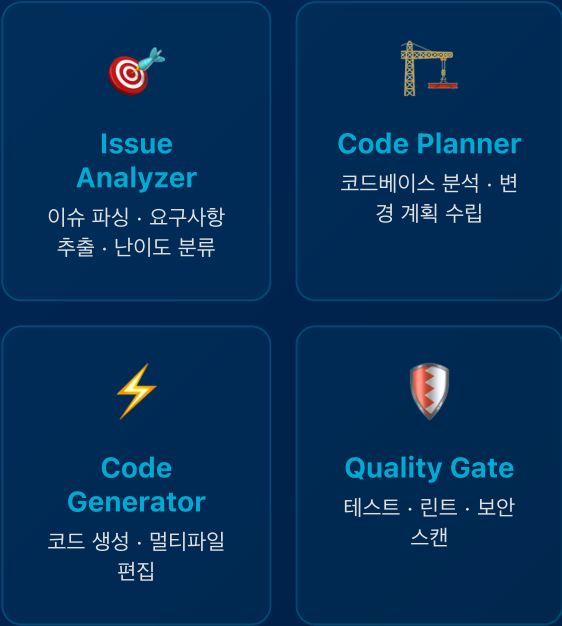 Issue
Analyzer
이슈 파싱 · 요구사항
추출 · 난이도 분류
Code Planner
코드베이스 분석 · 변
경 계획 수립
Code
Generator
코드 생성 · 멀티파일
편집
Quality Gate
테스트 · 린트 · 보안
스캔